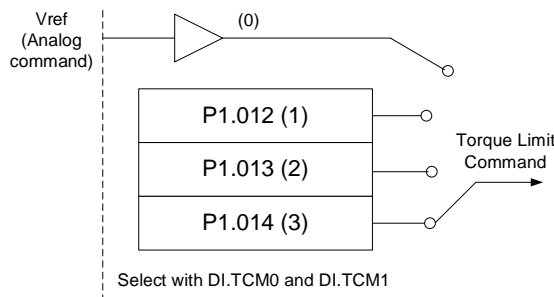 Vref
(Analog
command)
(0)
P1.012 (1)
P1.013 (2)
P1.014 (3)
Torque Limit
Command
Select with DI.TCM0 and DI.TCM1